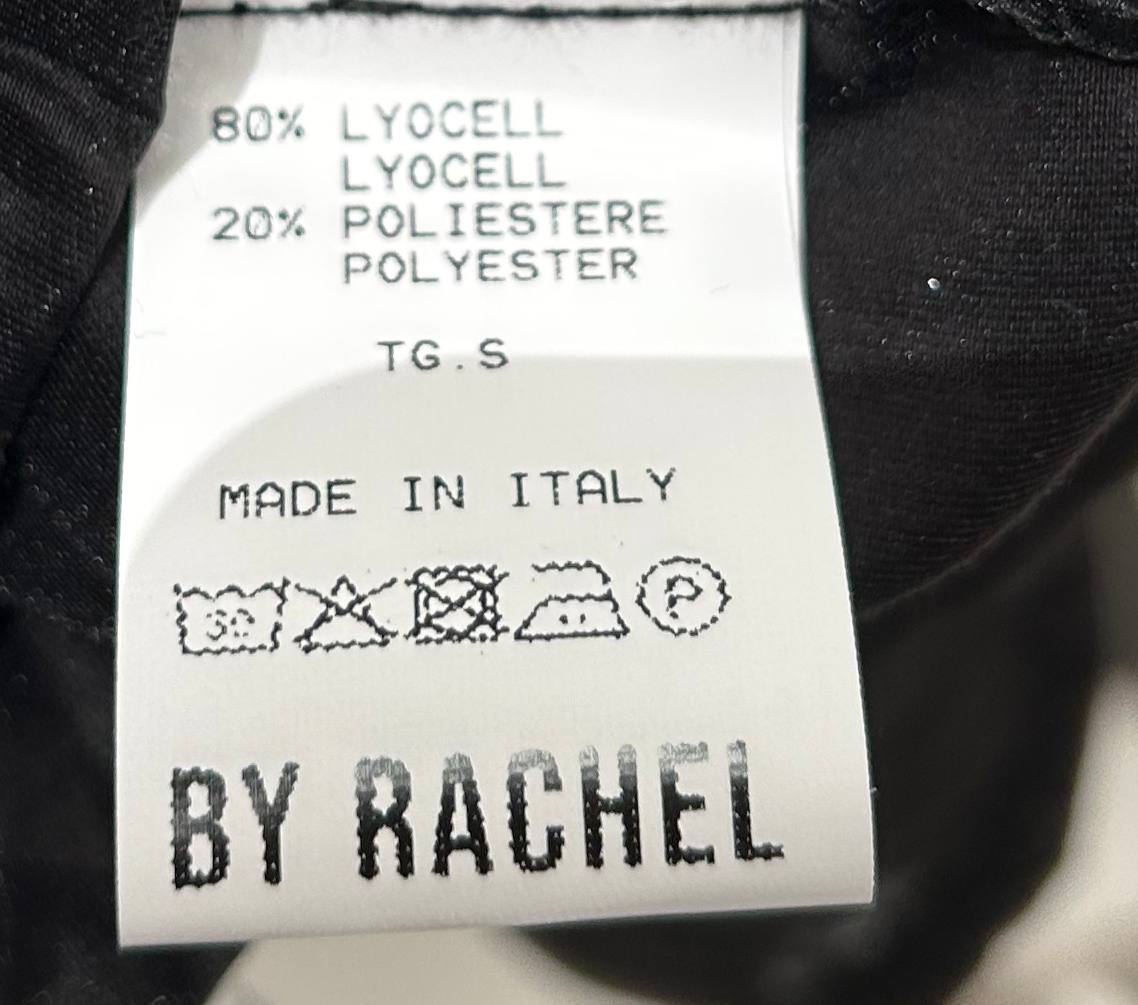 80% LYOCELL
LYOCELL
20% POLIESTERE
POLYESTER
TG.S
MADE IN ITALY
30 P
BY RACHEL